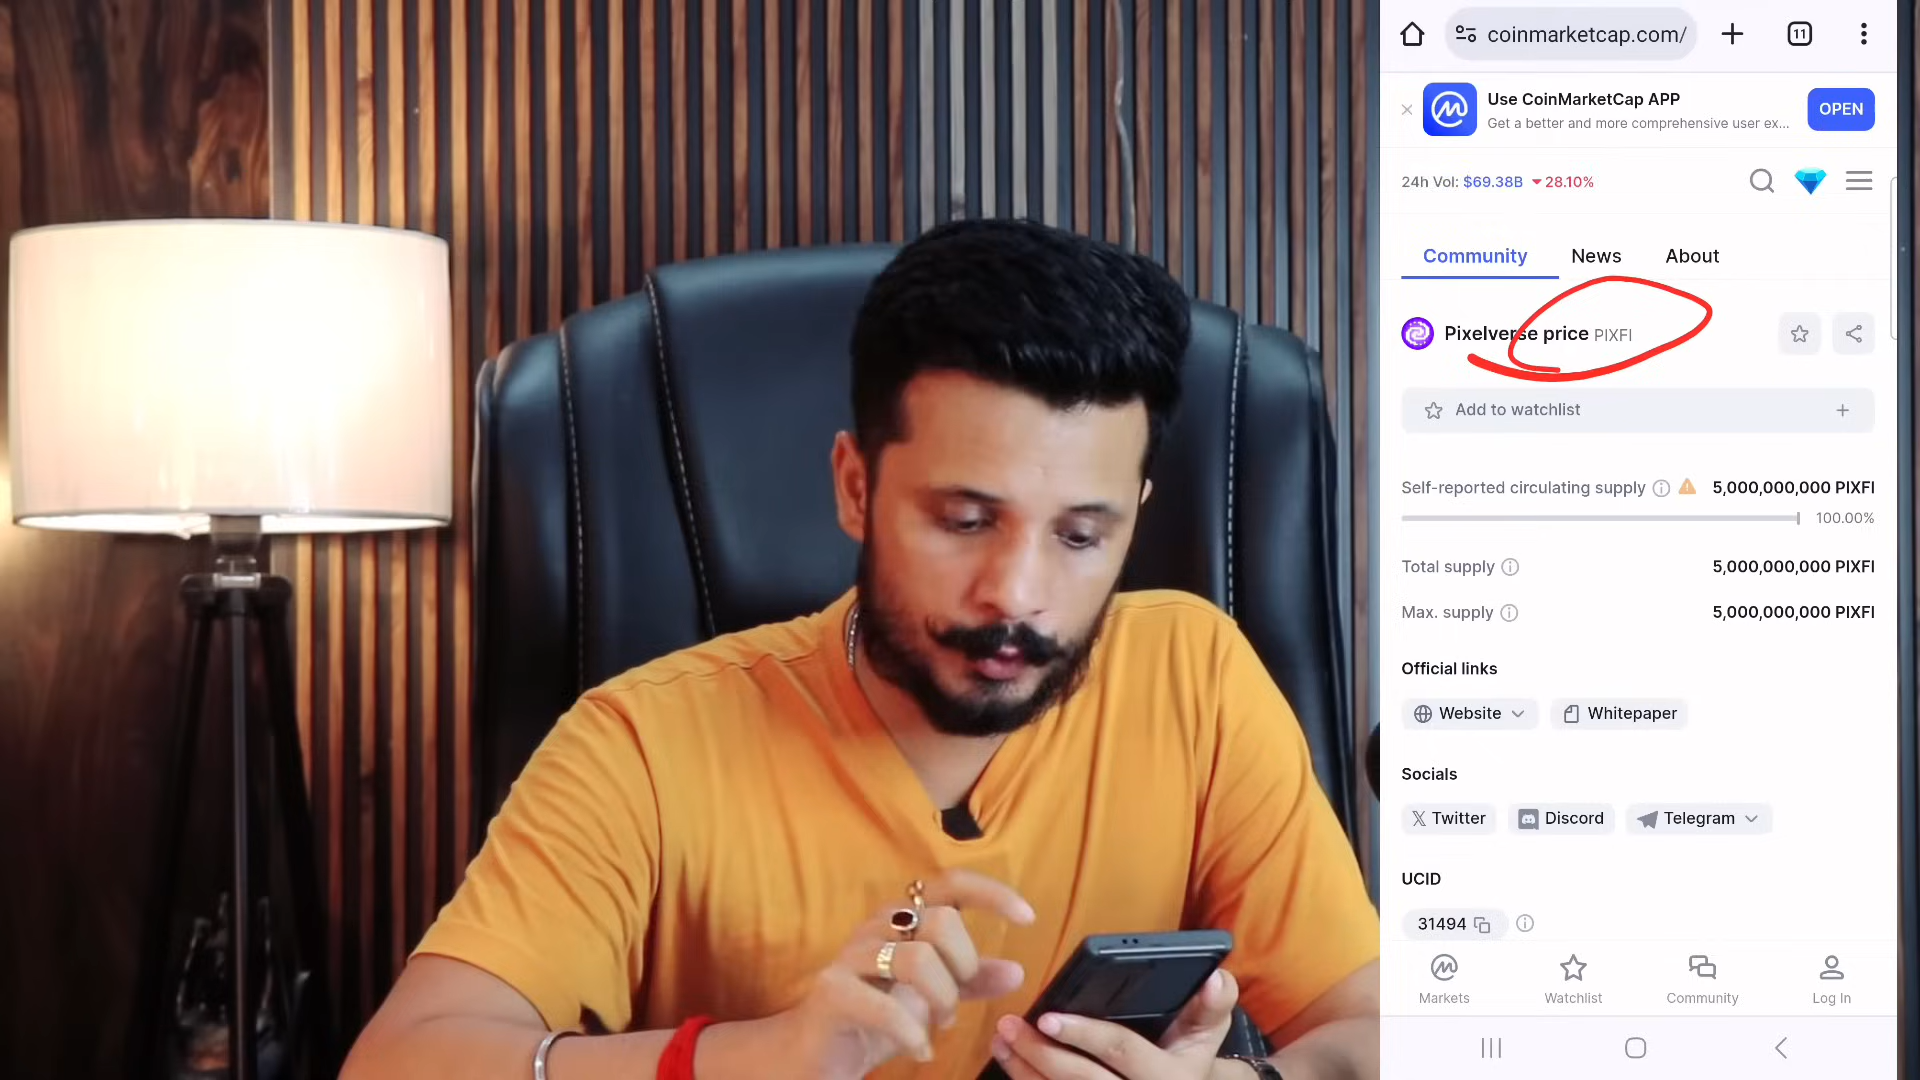 coinmarketcap.com/
11
Use CoinMarketCap APP
Get a better and more comprehensive user ex...
OPEN
24h Vol: $69.38B 28.10%
Community News About
Pixelverse price PIXFI
Add to watchlist +
Self-reported circulating supply 5,000,000,000 PIXFI
100.00%
Total supply 5,000,000,000 PIXFI
Max. supply 5,000,000,000 PIXFI
Official links
Website Whitepaper
Socials
Twitter Discord Telegram
UCID
31494
Markets Watchlist Community Log In